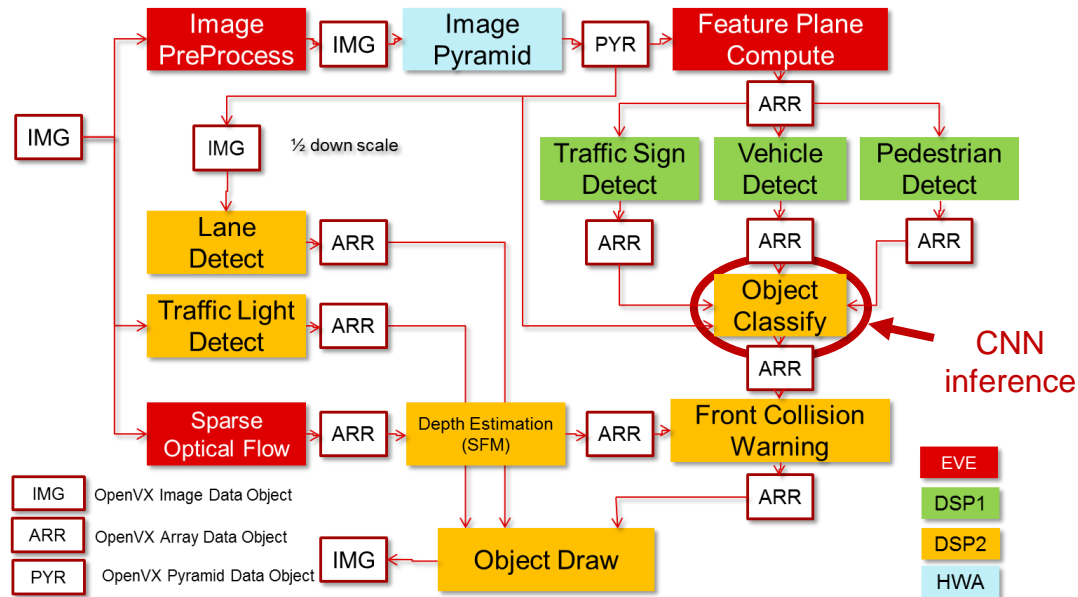 Image
PreProcess
IMG
Image
Pyramid
PYR
Feature Plane
Compute
IMG
IMG
½ down scale
ARR
Traffic Sign
Detect
Vehicle
Detect
Pedestrian
Detect
Lane
Detect
ARR
ARR
ARR
ARR
Traffic Light
Detect
ARR
Object
Classify
CNN
inference
ARR
Sparse
Optical Flow
ARR
Depth Estimation
(SFM)
ARR
Front Collision
Warning
ARR
IMG
OpenVX Image Data Object
ARR
OpenVX Array Data Object
PYR
OpenVX Pyramid Data Object
IMG
Object Draw
EVE
DSP1
DSP2
HWA